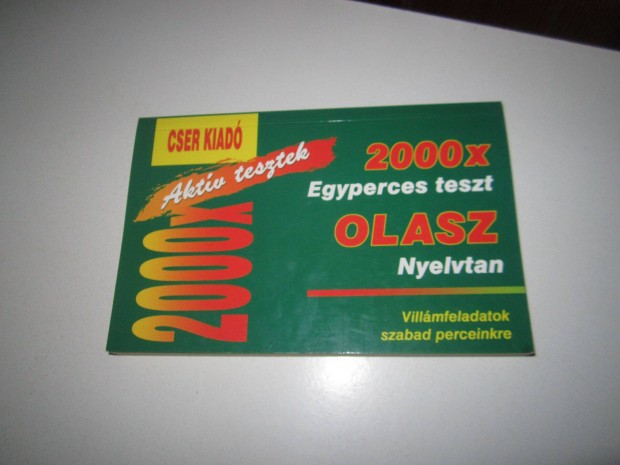 CSER KIADÓ
Aktív tesztek
2000x
2000x
Egyperces teszt
OLASZ
Nyelvtan
Villámfeladatok
szabad perceinkre